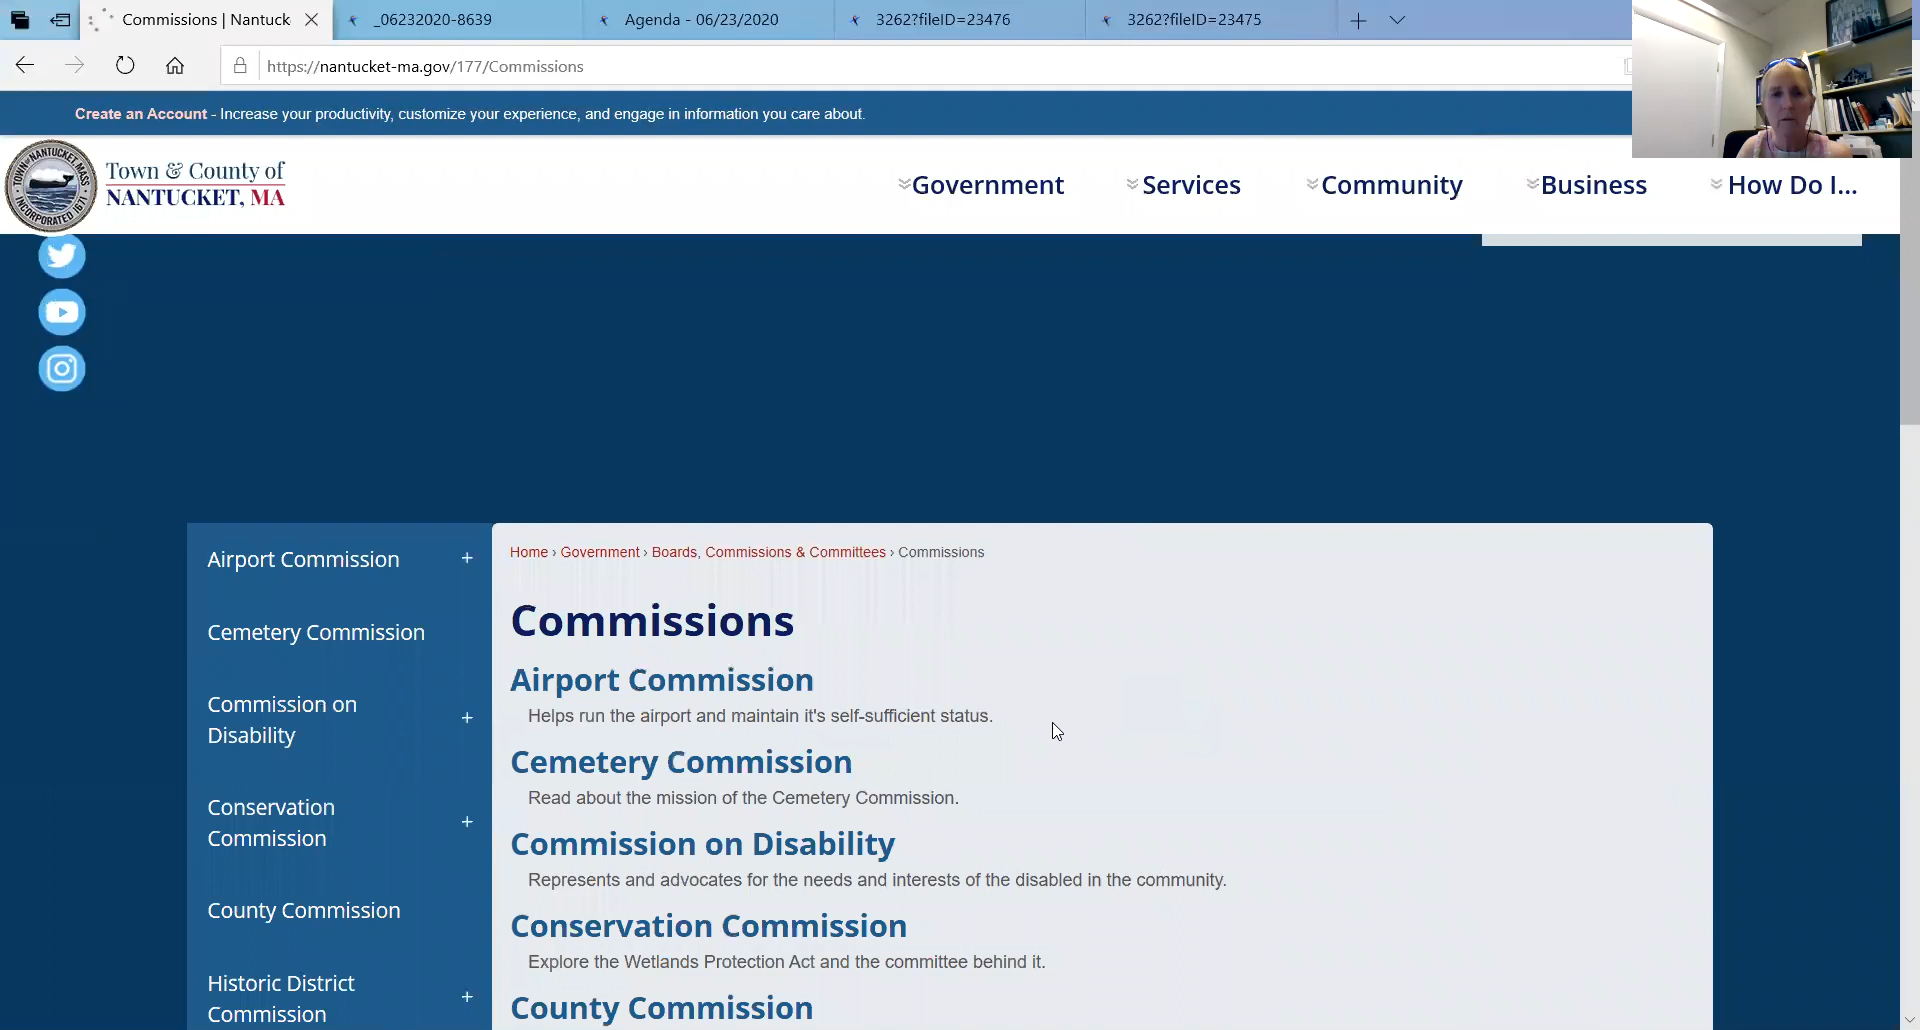 Commissions | Nantuck
_06232020-8639
Agenda - 06/23/2020
3262?fileID=23476
3262?fileID=23475
https://nantucket-ma.gov/177/Commissions
Create an Account - Increase your productivity, customize your experience, and engage in information you care about.
TOWN OF NANTUCKET, MASS.
INCORPORATED 1671
Town & County of
NANTUCKET, MA
Government
Services
Community
Business
How Do I...
Airport Commission
Cemetery Commission
Commission on
Disability
Conservation
Commission
County Commission
Historic District
Commission
Home › Government › Boards, Commissions & Committees › Commissions
Commissions
Airport Commission
Helps run the airport and maintain it's self-sufficient status.
Cemetery Commission
Read about the mission of the Cemetery Commission.
Commission on Disability
Represents and advocates for the needs and interests of the disabled in the community.
Conservation Commission
Explore the Wetlands Protection Act and the committee behind it.
County Commission